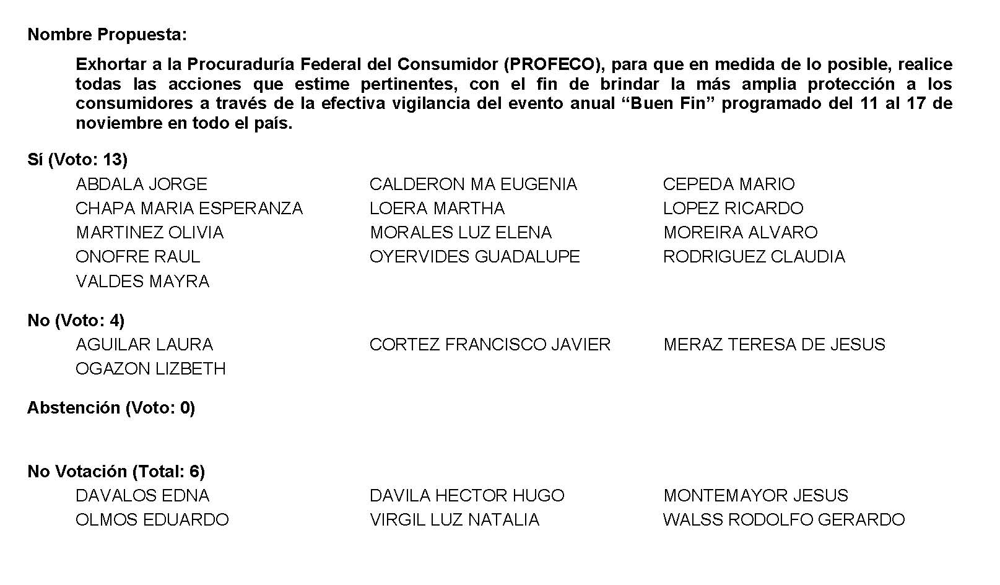 Nombre Propuesta:
Exhortar a la Procuraduría Federal del Consumidor (PROFECO), para que en medida de lo posible, realice
todas las acciones que estime pertinentes, con el fin de brindar la más amplia protección a los
consumidores a través de la efectiva vigilancia del evento anual “Buen Fin” programado del 11 al 17 de
noviembre en todo el país.
Sí (Voto: 13)
ABDALA JORGE CALDERON MA EUGENIA CEPEDA MARIO
CHAPA MARIA ESPERANZA LOERA MARTHA LOPEZ RICARDO
MARTINEZ OLIVIA MORALES LUZ ELENA MOREIRA ALVARO
ONOFRE RAUL OYERVIDES GUADALUPE RODRIGUEZ CLAUDIA
VALDES MAYRA
No (Voto: 4)
AGUILAR LAURA CORTEZ FRANCISCO JAVIER MERAZ TERESA DE JESUS
OGAZON LIZBETH
Abstención (Voto: 0)
No Votación (Total: 6)
DAVALOS EDNA DAVILA HECTOR HUGO MONTEMAYOR JESUS
OLMOS EDUARDO VIRGIL LUZ NATALIA WALSS RODOLFO GERARDO